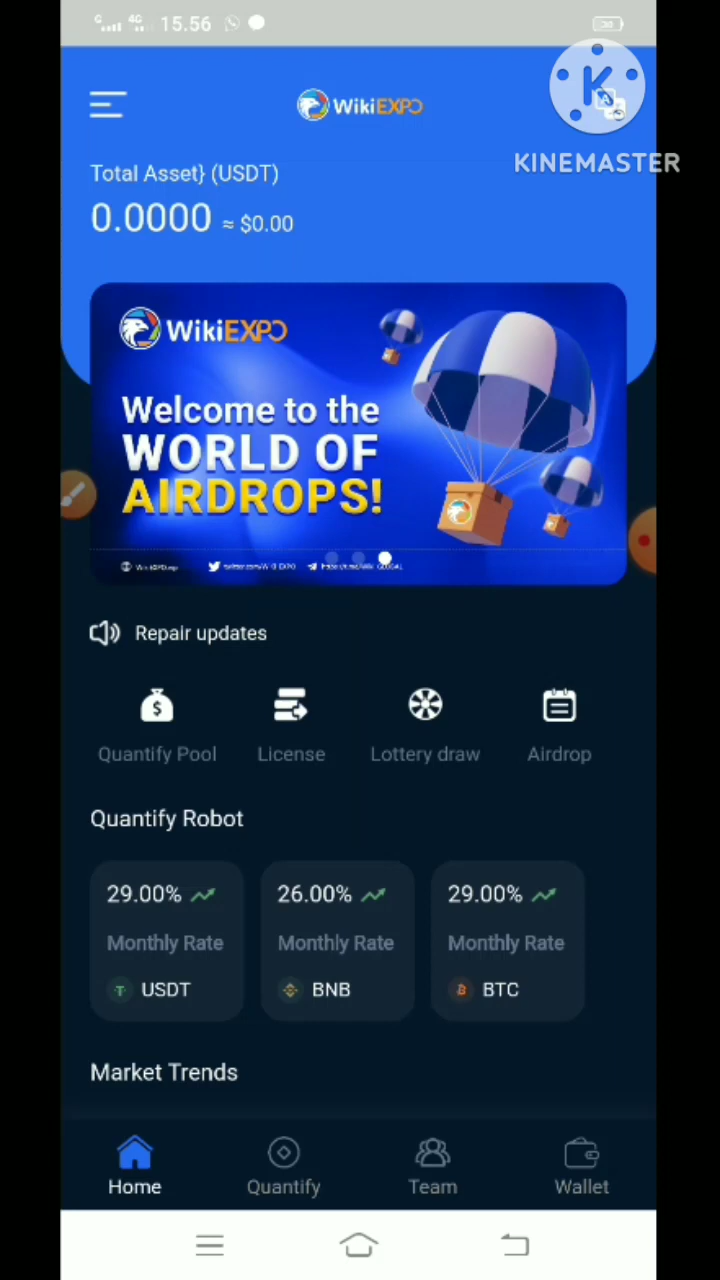 G 4G 15.56 30
WikiEXPO
KINEMASTER
Total Asset} (USDT)
0.0000 ≈ $0.00
WikiEXPO
Welcome to the
WORLD OF
AIRDROPS!
Repair updates
Quantify Pool License Lottery draw Airdrop
Quantify Robot
29.00% 26.00% 29.00%
Monthly Rate Monthly Rate Monthly Rate
USDT BNB BTC
Market Trends
Home Quantify Team Wallet